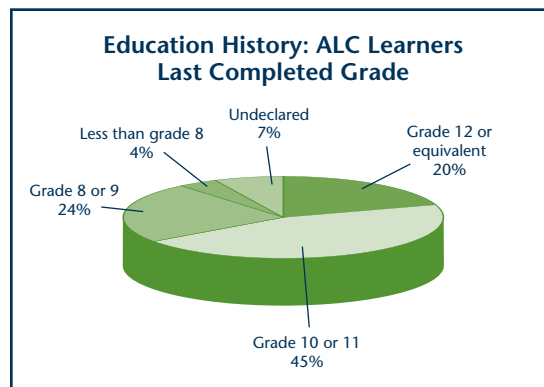 Education History: ALC Learners
Last Completed Grade
Undeclared
7%
Less than grade 8
4%
Grade 12 or
equivalent
20%
Grade 8 or 9
24%
Grade 10 or 11
45%